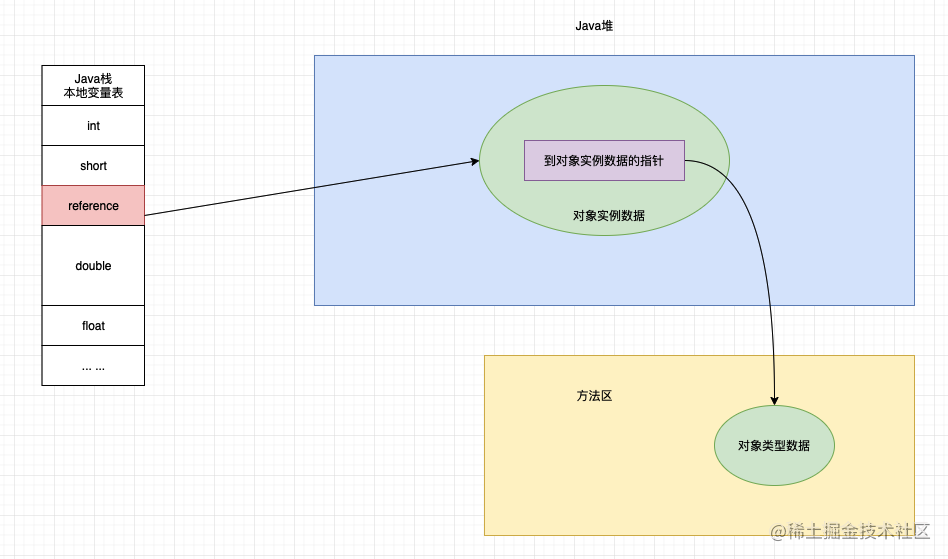 Java堆
Java栈
本地变量表
int
short
reference
double
float
... ...
到对象实例数据的指针
对象实例数据
方法区
对象类型数据
@稀土掘金技术社区